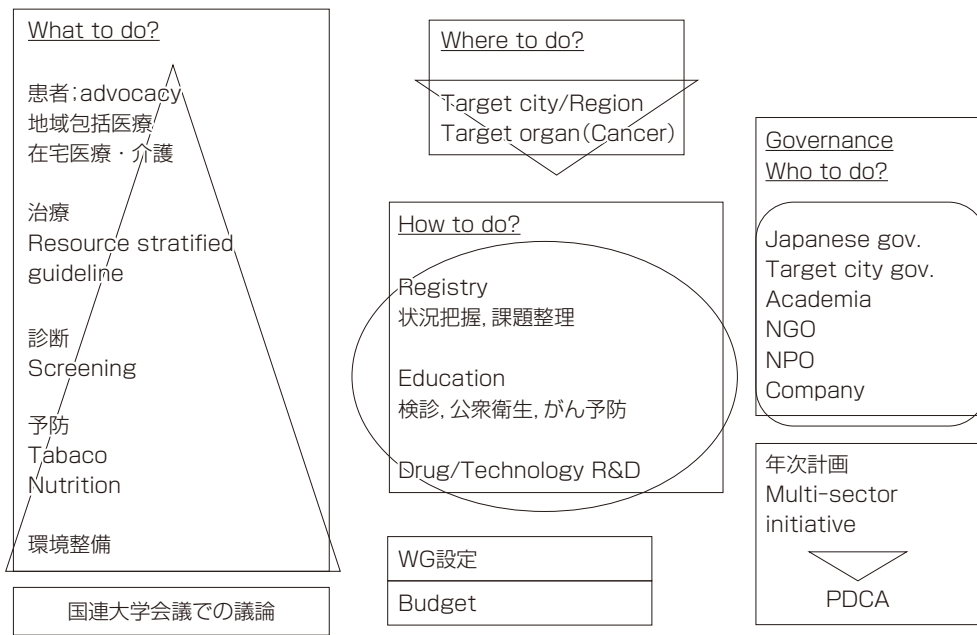 What to do?
患者;advocacy
地域包括医療
在宅医療・介護
治療
Resource stratified
guideline
診断
Screening
予防
Tabaco
Nutrition
環境整備
国連大学会議での議論
Where to do?
Target city/Region
Target organ(Cancer)
How to do?
Registry
状況把握,課題整理
Education
検診,公衆衛生,がん予防
Drug/Technology R&D
WG設定
Budget
Governance
Who to do?
Japanese gov.
Target city gov.
Academia
NGO
NPO
Company
年次計画
Multi-sector
initiative
PDCA